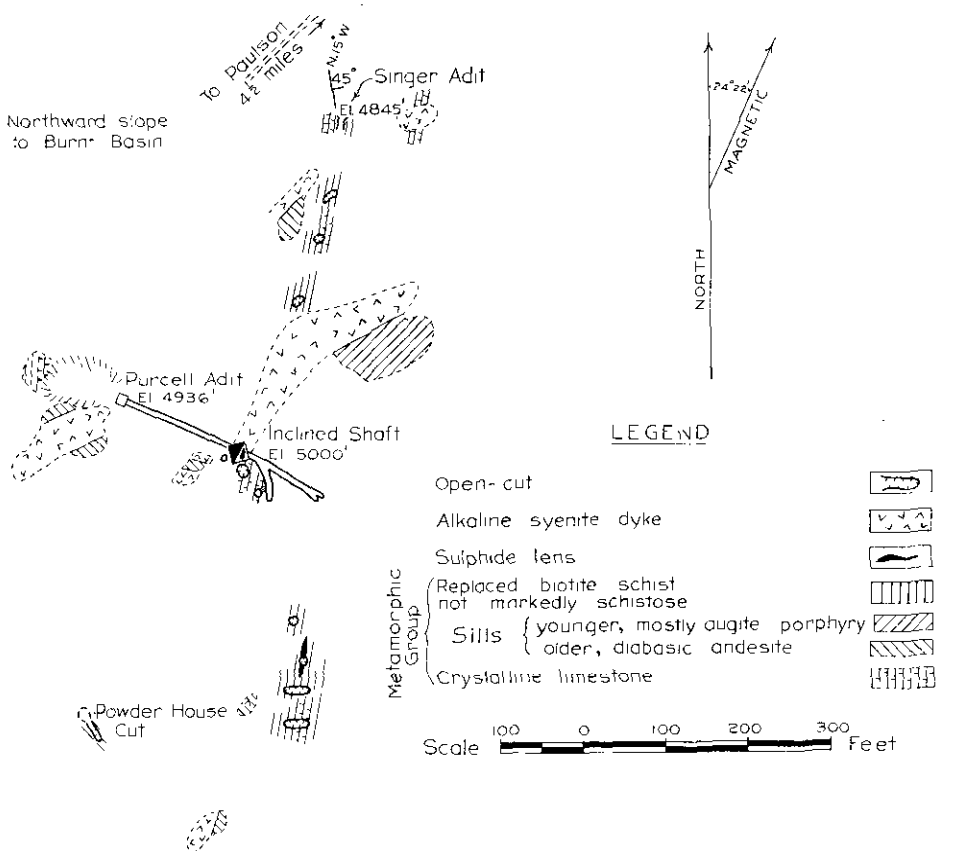 To Paulson
4½ miles
N.15°W
45°
Singer Adit
El 4845'
Northward slope
to Burnt Basin
24°22'
MAGNETIC
NORTH
Purcell Adit
El 4936'
Inclined Shaft
El 5000'
LEGEND
Open-cut
Alkaline syenite dyke
Sulphide lens
Metamorphic
Group
Replaced biotite schist
not markedly schistose
Sills
younger, mostly augite porphyry
older, diabasic andesite
Crystalline limestone
Powder House
Cut
Scale
100 0 100 200 300
Feet